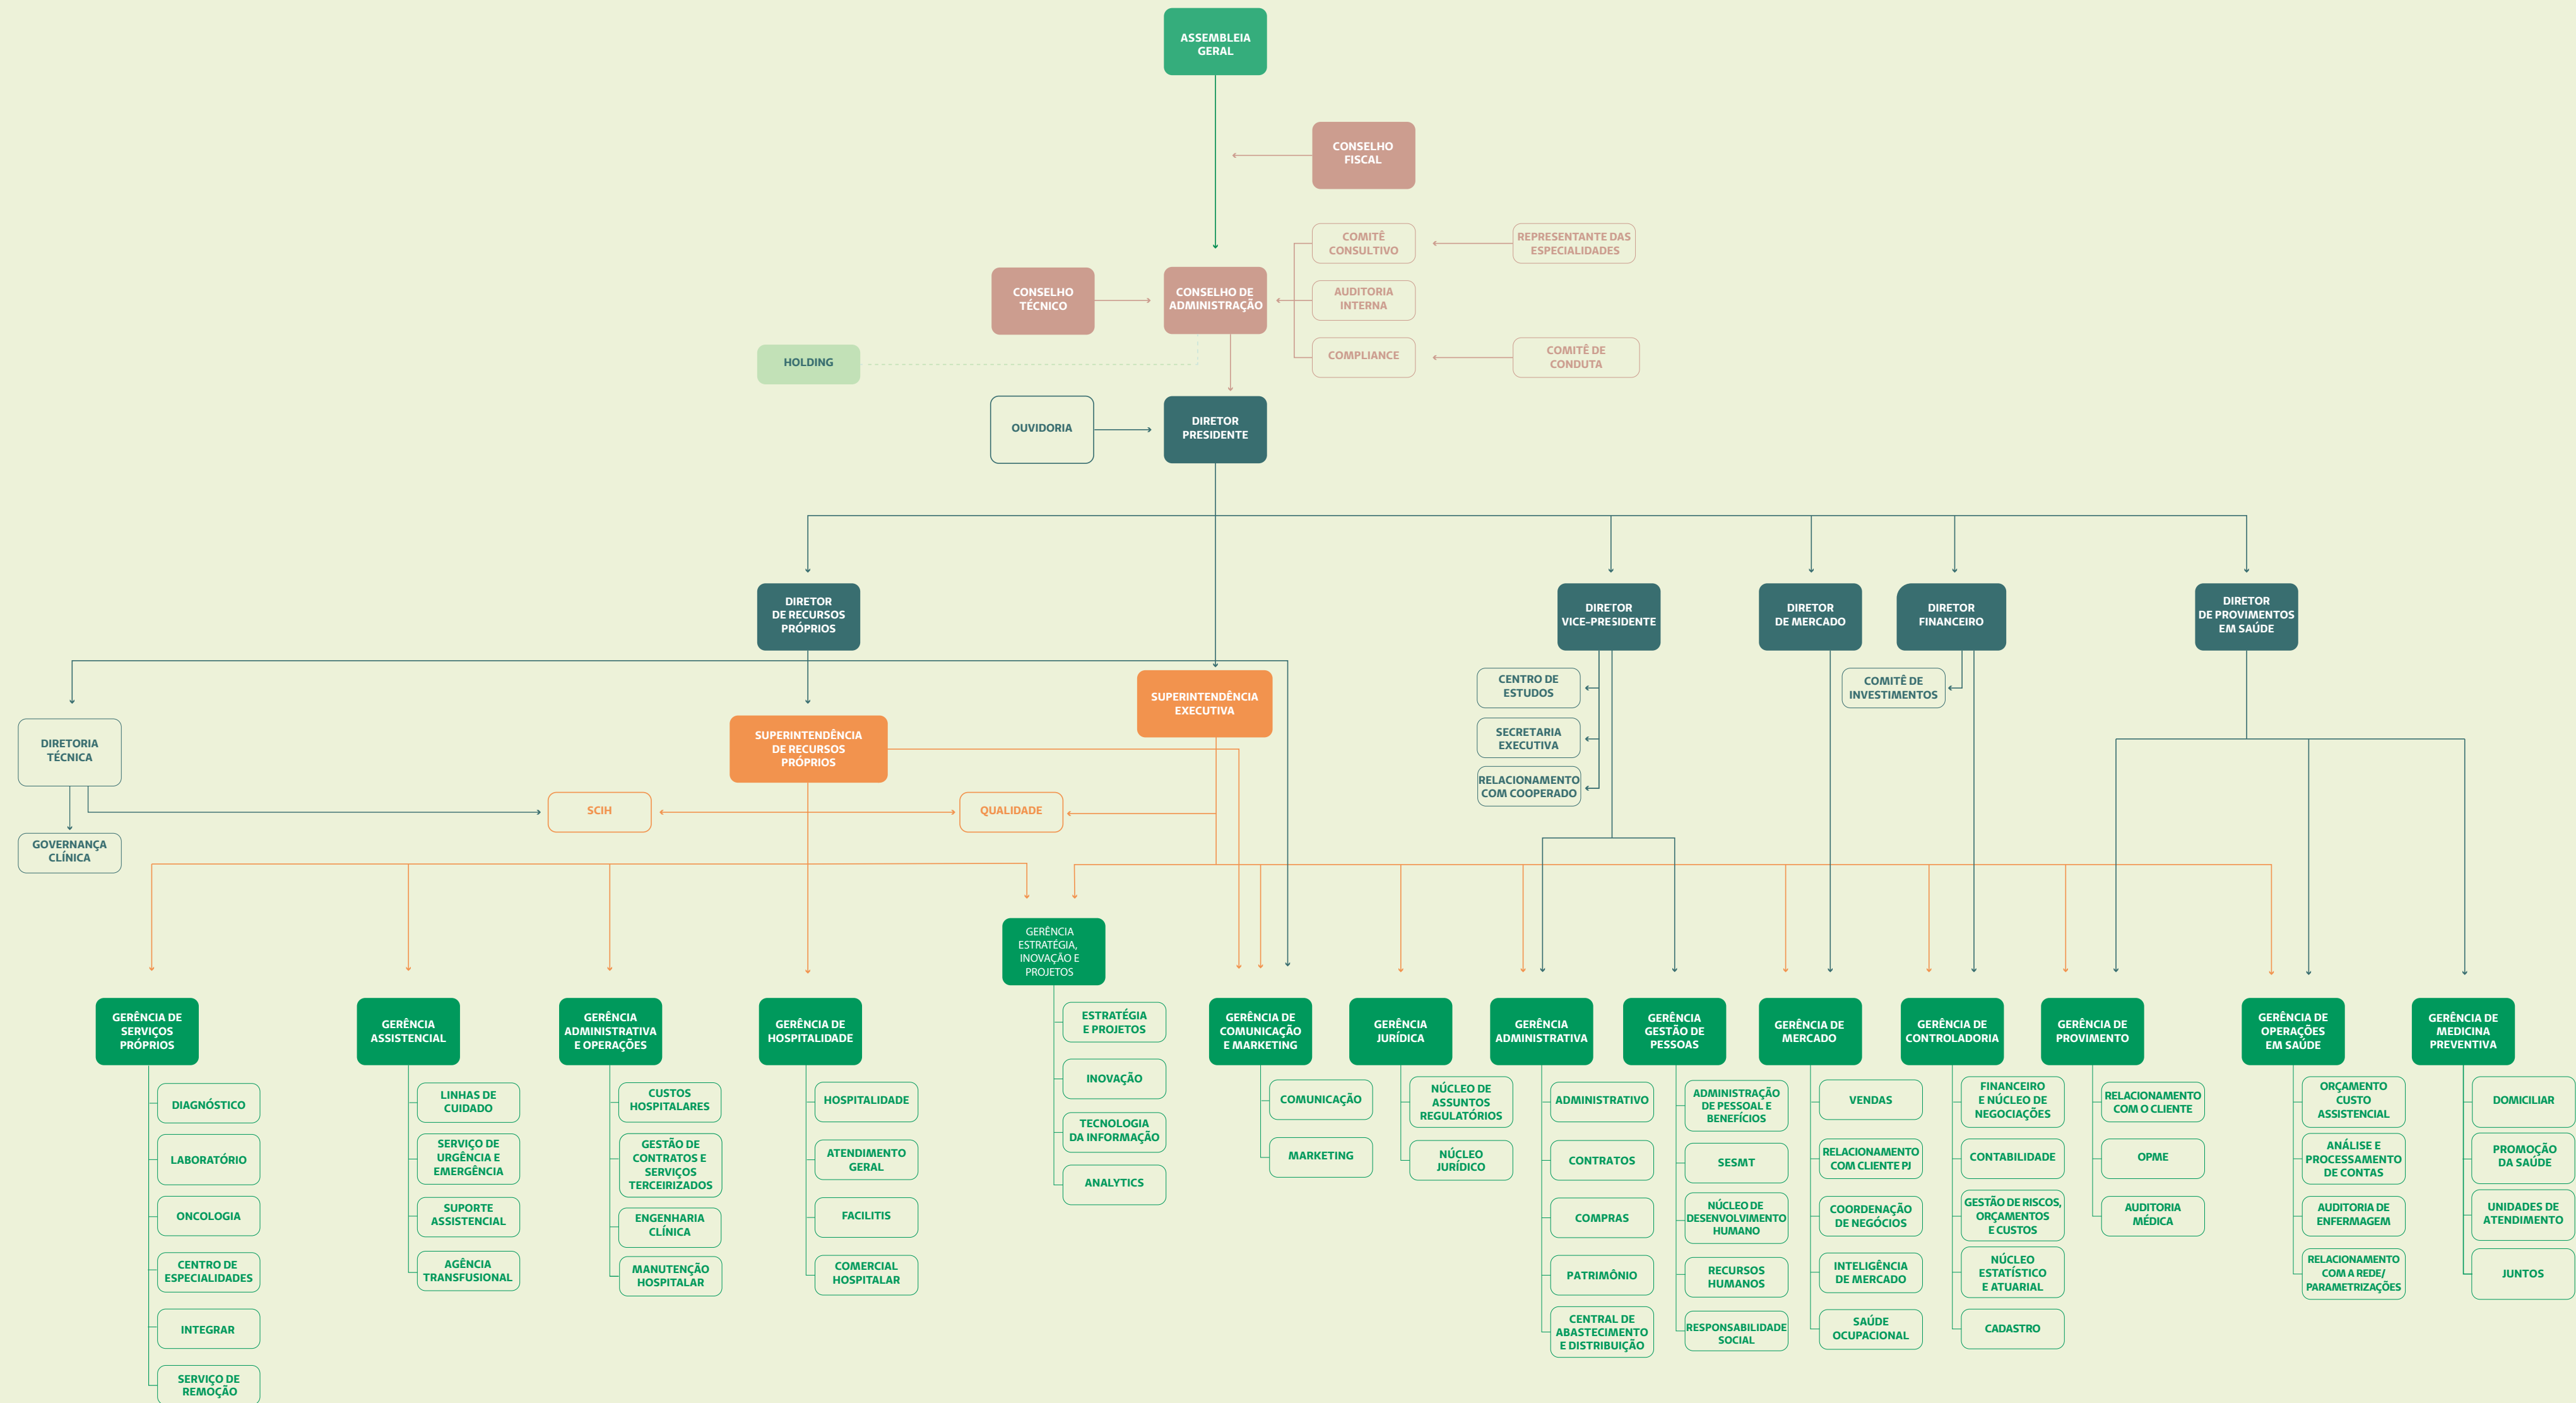 ASSEMBLEIA
GERAL
CONSELHO
FISCAL
COMITÊ
CONSULTIVO
REPRESENTANTE DAS
ESPECIALIDADES
CONSELHO
TÉCNICO
CONSELHO DE
ADMINISTRAÇÃO
AUDITORIA
INTERNA
COMPLIANCE
COMITÊ DE
CONDUTA
HOLDING
OUVIDORIA
DIRETOR
PRESIDENTE
DIRETOR
DE RECURSOS
PRÓPRIOS
DIRETOR
VICE-PRESIDENTE
DIRETOR
DE MERCADO
DIRETOR
FINANCEIRO
DIRETOR
DE PROVIMENTOS
EM SAÚDE
CENTRO DE
ESTUDOS
SECRETARIA
EXECUTIVA
RELACIONAMENTO
COM COOPERADO
COMITÊ DE
INVESTIMENTOS
SUPERINTENDÊNCIA
EXECUTIVA
DIRETORIA
TÉCNICA
SUPERINTENDÊNCIA
DE RECURSOS
PRÓPRIOS
SCIH
QUALIDADE
GOVERNANÇA
CLÍNICA
GERÊNCIA DE
SERVIÇOS
PRÓPRIOS
DIAGNÓSTICO
LABORATÓRIO
ONCOLOGIA
CENTRO DE
ESPECIALIDADES
INTEGRAR
SERVIÇO DE
REMOÇÃO
GERÊNCIA
ASSISTENCIAL
LINHAS DE
CUIDADO
SERVIÇO DE
URGÊNCIA E
EMERGÊNCIA
SUPORTE
ASSISTENCIAL
AGÊNCIA
TRANSFUSIONAL
GERÊNCIA
ADMINISTRATIVA
E OPERAÇÕES
CUSTOS
HOSPITALARES
GESTÃO DE
CONTRATOS E
SERVIÇOS
TERCEIRIZADOS
ENGENHARIA
CLÍNICA
MANUTENÇÃO
HOSPITALAR
GERÊNCIA DE
HOSPITALIDADE
HOSPITALIDADE
ATENDIMENTO
GERAL
FACILITIS
COMERCIAL
HOSPITALAR
GERÊNCIA
ESTRATÉGIA,
INOVAÇÃO E
PROJETOS
ESTRATÉGIA
E PROJETOS
INOVAÇÃO
TECNOLOGIA
DA INFORMAÇÃO
ANALYTICS
GERÊNCIA DE
COMUNICAÇÃO
E MARKETING
COMUNICAÇÃO
MARKETING
GERÊNCIA
JURÍDICA
NÚCLEO DE
ASSUNTOS
REGULATÓRIOS
NÚCLEO
JURÍDICO
GERÊNCIA
ADMINISTRATIVA
ADMINISTRATIVO
CONTRATOS
COMPRAS
PATRIMÔNIO
CENTRAL DE
ABASTECIMENTO
E DISTRIBUIÇÃO
GERÊNCIA
GESTÃO DE
PESSOAS
ADMINISTRAÇÃO
DE PESSOAL E
BENEFÍCIOS
SESMT
NÚCLEO DE
DESENVOLVIMENTO
HUMANO
RECURSOS
HUMANOS
RESPONSABILIDADE
SOCIAL
GERÊNCIA DE
MERCADO
VENDAS
RELACIONAMENTO
COM CLIENTE PJ
COORDENAÇÃO
DE NEGÓCIOS
INTELIGÊNCIA
DE MERCADO
SAÚDE
OCUPACIONAL
GERÊNCIA DE
CONTROLADORIA
FINANCEIRO
E NÚCLEO DE
NEGOCIAÇÕES
CONTABILIDADE
GESTÃO DE RISCOS,
ORÇAMENTOS
E CUSTOS
NÚCLEO
ESTATÍSTICO
E ATUARIAL
CADASTRO
GERÊNCIA DE
PROVIMENTO
RELACIONAMENTO
COM O CLIENTE
OPME
AUDITORIA
MÉDICA
GERÊNCIA DE
OPERAÇÕES
EM SAÚDE
ORÇAMENTO
CUSTO
ASSISTENCIAL
ANÁLISE E
PROCESSAMENTO
DE CONTAS
AUDITORIA DE
ENFERMAGEM
RELACIONAMENTO
COM A REDE/
PARAMETRIZAÇÕES
GERÊNCIA DE
MEDICINA
PREVENTIVA
DOMICILIAR
PROMOÇÃO
DA SAÚDE
UNIDADES DE
ATENDIMENTO
JUNTOS